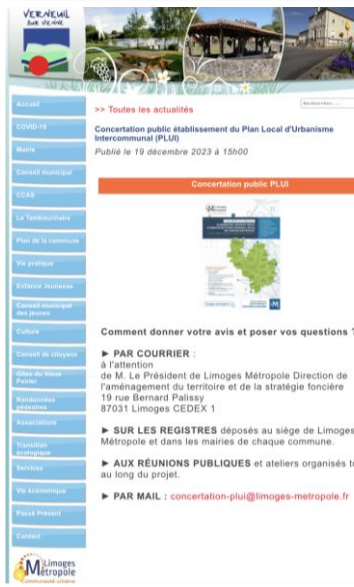 VERNEUIL
SUR VIENNE
Accueil
COVID-19
Mairie
Conseil municipal
CCAS
La Tambourinaire
Plan de la commune
Vie pratique
Enfance Jeunesse
Conseil municipal
des jeunes
Culture
Conseil de citoyens
Gîtes du Vieux
Poirier
Randonnées
pédestres
Associations
Transition
écologique
Services
Vie économique
Passé Présent
Contact
Limoges
Métropole
communauté urbaine
>> Toutes les actualités
Concertation public établissement du Plan Local d'Urbanisme
Intercommunal (PLUI)
Publié le 19 décembre 2023 à 15h00
Concertation public PLUI
Comment donner votre avis et poser vos questions ?
► PAR COURRIER :
à l'attention
de M. Le Président de Limoges Métropole Direction de
l'aménagement du territoire et de la stratégie foncière
19 rue Bernard Palissy
87031 Limoges CEDEX 1
► SUR LES REGISTRES déposés au siège de Limoges
Métropole et dans les mairies de chaque commune.
► AUX RÉUNIONS PUBLIQUES et ateliers organisés to
au long du projet.
► PAR MAIL : concertation-plui@limoges-metropole.fr